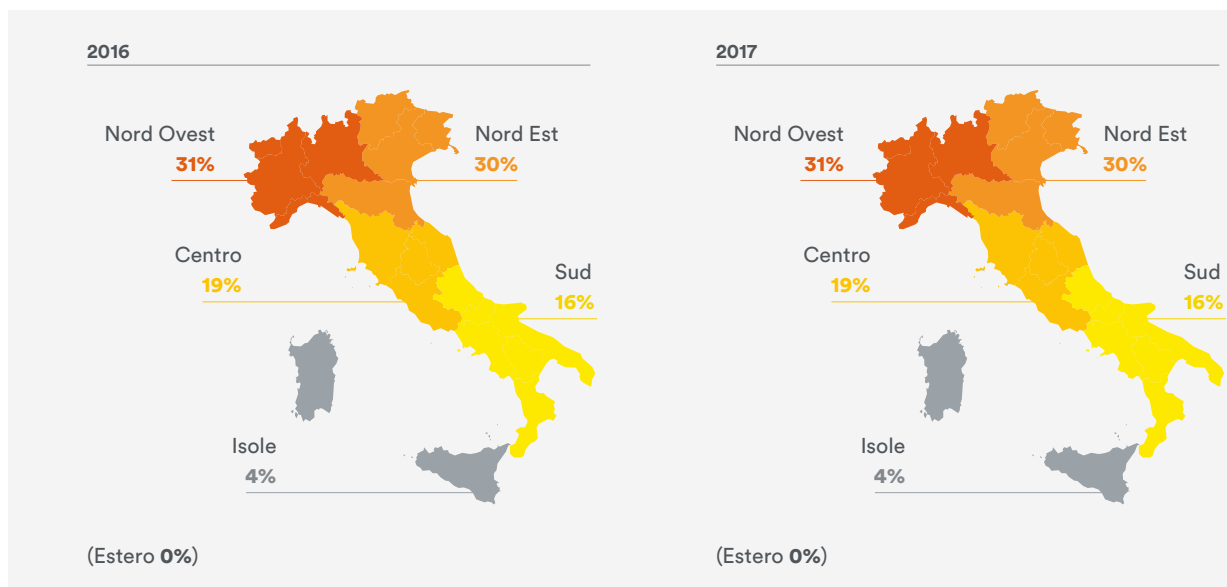 2016
Nord Ovest
31%
Nord Est
30%
Centro
19%
Sud
16%
Isole
4%
(Estero 0%)
2017
Nord Ovest
31%
Nord Est
30%
Centro
19%
Sud
16%
Isole
4%
(Estero 0%)